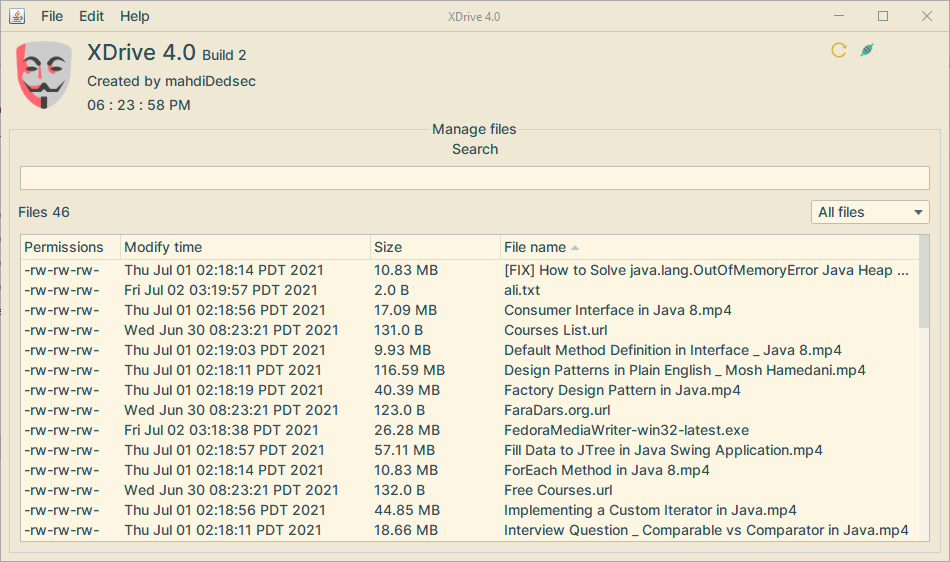 File Edit Help XDrive 4.0
XDrive 4.0 Build 2
Created by mahdiDedsec
06 : 23 : 58 PM
Manage files
Search
Files 46 All files
Permissions Modify time Size File name
-rw-rw-rw- Thu Jul 01 02:18:14 PDT 2021 10.83 MB [FIX] How to Solve java.lang.OutOfMemoryError Java Heap ...
-rw-rw-rw- Fri Jul 02 03:19:57 PDT 2021 2.0 B ali.txt
-rw-rw-rw- Thu Jul 01 02:18:56 PDT 2021 17.09 MB Consumer Interface in Java 8.mp4
-rw-rw-rw- Wed Jun 30 08:23:21 PDT 2021 131.0 B Courses List.url
-rw-rw-rw- Thu Jul 01 02:19:03 PDT 2021 9.93 MB Default Method Definition in Interface _ Java 8.mp4
-rw-rw-rw- Thu Jul 01 02:18:11 PDT 2021 116.59 MB Design Patterns in Plain English _ Mosh Hamedani.mp4
-rw-rw-rw- Thu Jul 01 02:18:19 PDT 2021 40.39 MB Factory Design Pattern in Java.mp4
-rw-rw-rw- Wed Jun 30 08:23:21 PDT 2021 123.0 B FaraDars.org.url
-rw-rw-rw- Fri Jul 02 03:18:38 PDT 2021 26.28 MB FedoraMediaWriter-win32-latest.exe
-rw-rw-rw- Thu Jul 01 02:18:57 PDT 2021 57.11 MB Fill Data to JTree in Java Swing Application.mp4
-rw-rw-rw- Thu Jul 01 02:18:14 PDT 2021 10.83 MB ForEach Method in Java 8.mp4
-rw-rw-rw- Wed Jun 30 08:23:21 PDT 2021 132.0 B Free Courses.url
-rw-rw-rw- Thu Jul 01 02:18:56 PDT 2021 44.85 MB Implementing a Custom Iterator in Java.mp4
-rw-rw-rw- Thu Jul 01 02:18:11 PDT 2021 18.66 MB Interview Question _ Comparable vs Comparator in Java.mp4